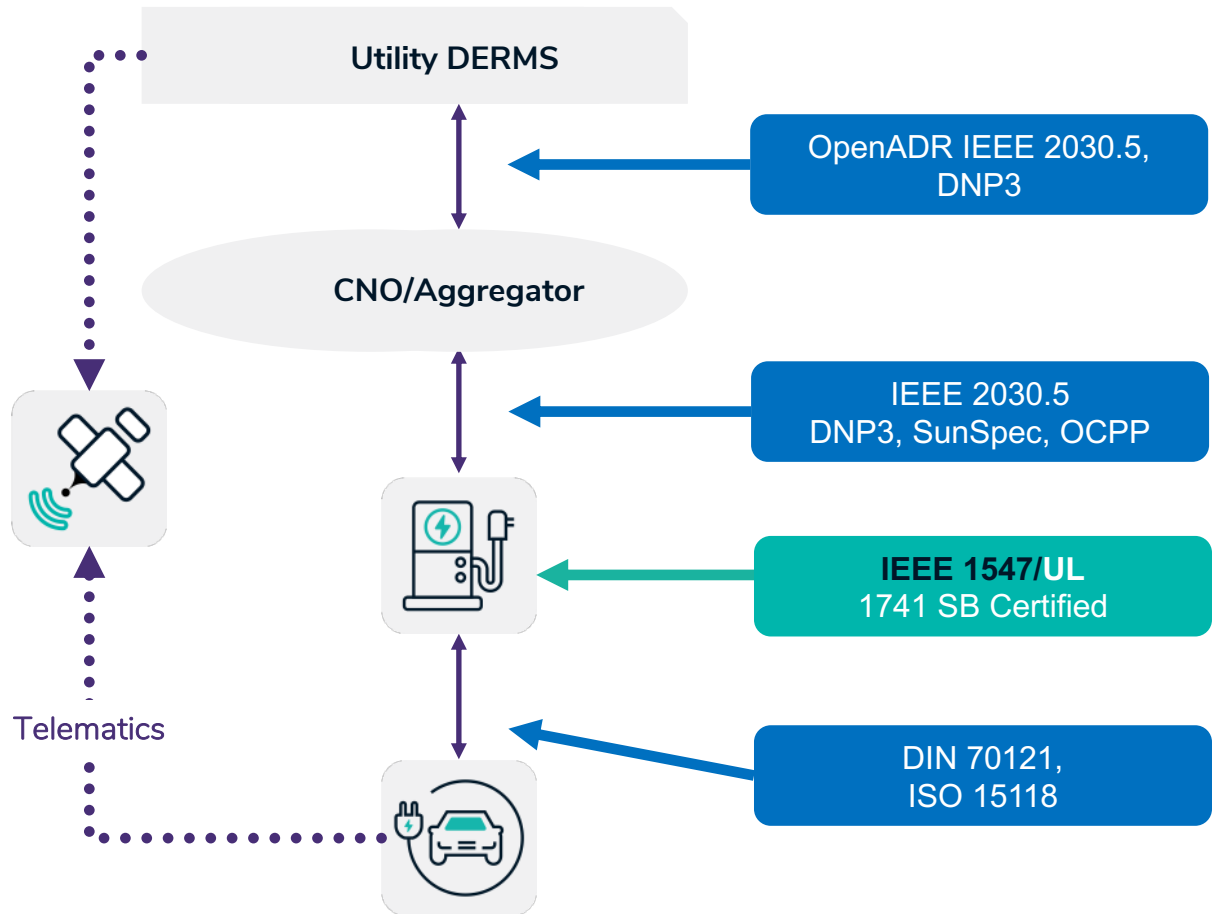 Utility DERMS
OpenADR IEEE 2030.5,
DNP3
CNO/Aggregator
IEEE 2030.5
DNP3, SunSpec, OCPP
IEEE 1547/UL
1741 SB Certified
Telematics
DIN 70121,
ISO 15118